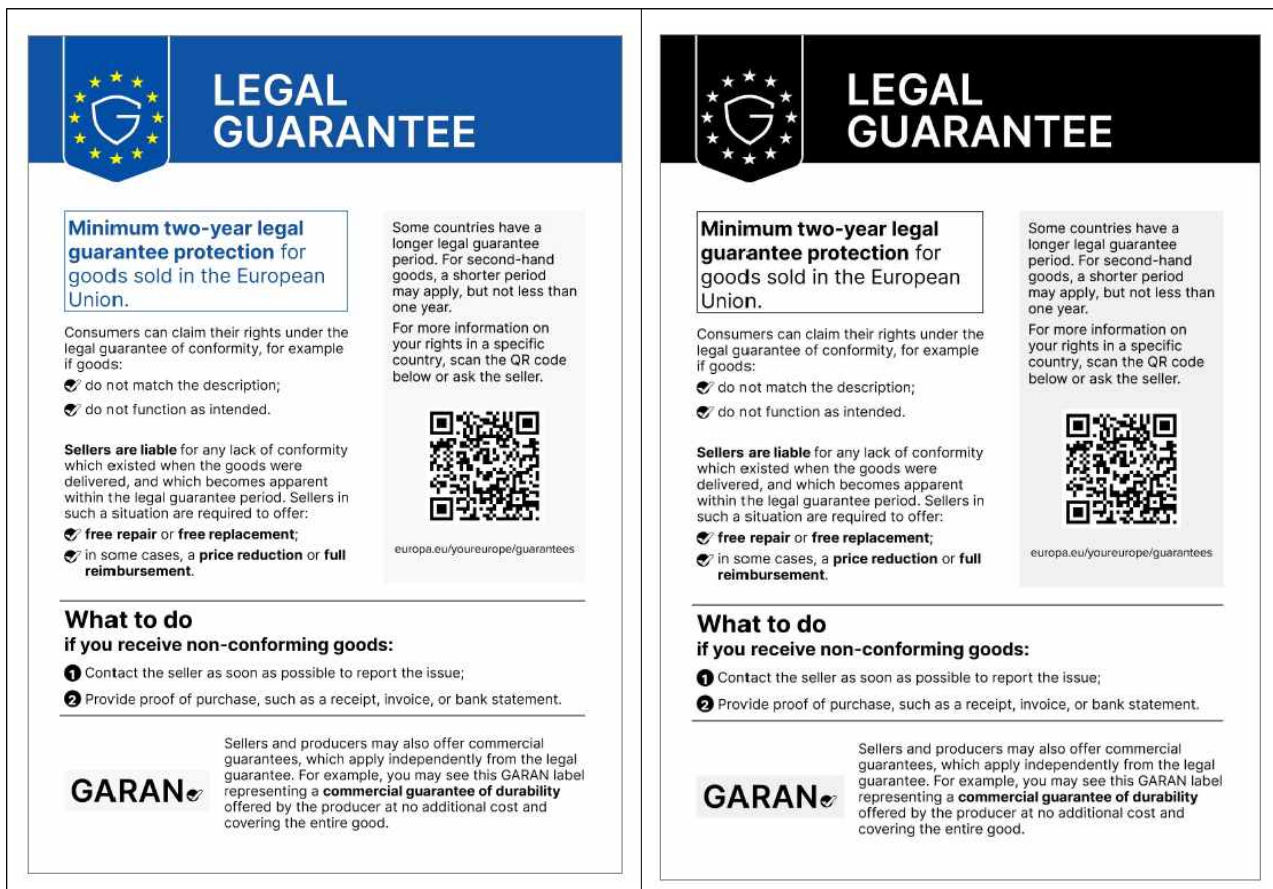 LEGAL
GUARANTEE
Minimum two-year legal
guarantee protection for
goods sold in the European
Union.
Consumers can claim their rights under the
legal guarantee of conformity, for example
if goods:
do not match the description;
do not function as intended.
Sellers are liable for any lack of conformity
which existed when the goods were
delivered, and which becomes apparent
within the legal guarantee period. Sellers in
such a situation are required to offer:
free repair or free replacement;
in some cases, a price reduction or full
reimbursement.
Some countries have a
longer legal guarantee
period. For second-hand
goods, a shorter period
may apply, but not less than
one year.
For more information on
your rights in a specific
country, scan the QR code
below or ask the seller.
europa.eu/youreurope/guarantees
What to do
if you receive non-conforming goods:
1 Contact the seller as soon as possible to report the issue;
2 Provide proof of purchase, such as a receipt, invoice, or bank statement.
GARAN
Sellers and producers may also offer commercial
guarantees, which apply independently from the legal
guarantee. For example, you may see this GARAN label
representing a commercial guarantee of durability
offered by the producer at no additional cost and
covering the entire good.
LEGAL
GUARANTEE
Minimum two-year legal
guarantee protection for
goods sold in the European
Union.
Consumers can claim their rights under the
legal guarantee of conformity, for example
if goods:
do not match the description;
do not function as intended.
Sellers are liable for any lack of conformity
which existed when the goods were
delivered, and which becomes apparent
within the legal guarantee period. Sellers in
such a situation are required to offer:
free repair or free replacement;
in some cases, a price reduction or full
reimbursement.
Some countries have a
longer legal guarantee
period. For second-hand
goods, a shorter period
may apply, but not less than
one year.
For more information on
your rights in a specific
country, scan the QR code
below or ask the seller.
europa.eu/youreurope/guarantees
What to do
if you receive non-conforming goods:
1 Contact the seller as soon as possible to report the issue;
2 Provide proof of purchase, such as a receipt, invoice, or bank statement.
GARAN
Sellers and producers may also offer commercial
guarantees, which apply independently from the legal
guarantee. For example, you may see this GARAN label
representing a commercial guarantee of durability
offered by the producer at no additional cost and
covering the entire good.